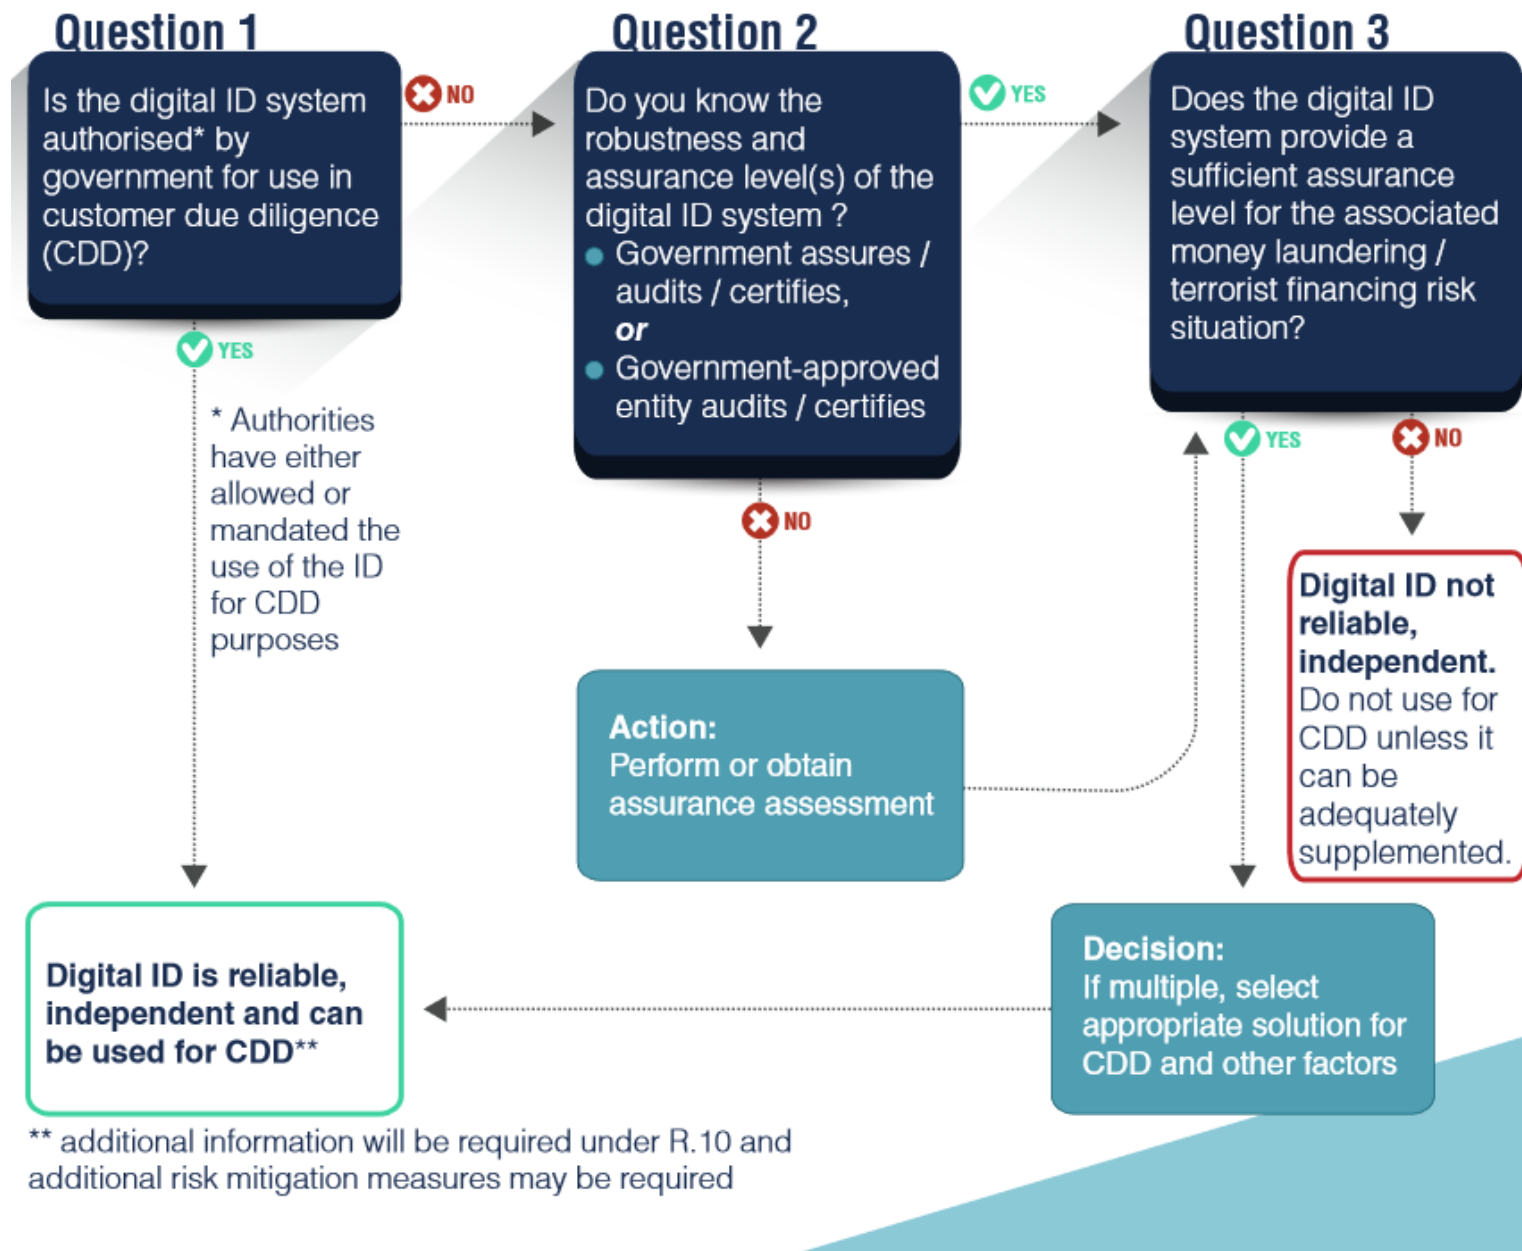 Question 1
Is the digital ID system
authorised* by
government for use in
customer due diligence
(CDD)?
NO
YES
* Authorities
have either
allowed or
mandated the
use of the ID
for CDD
purposes
Question 2
Do you know the
robustness and
assurance level(s) of the
digital ID system ?
Government assures /
audits / certifies,
or
Government-approved
entity audits / certifies
YES
NO
Action:
Perform or obtain
assurance assessment
Question 3
Does the digital ID
system provide a
sufficient assurance
level for the associated
money laundering /
terrorist financing risk
situation?
YES
NO
Digital ID not
reliable,
independent.
Do not use for
CDD unless it
can be
adequately
supplemented.
Decision:
If multiple, select
appropriate solution for
CDD and other factors
Digital ID is reliable,
independent and can
be used for CDD**
** additional information will be required under R.10 and
additional risk mitigation measures may be required